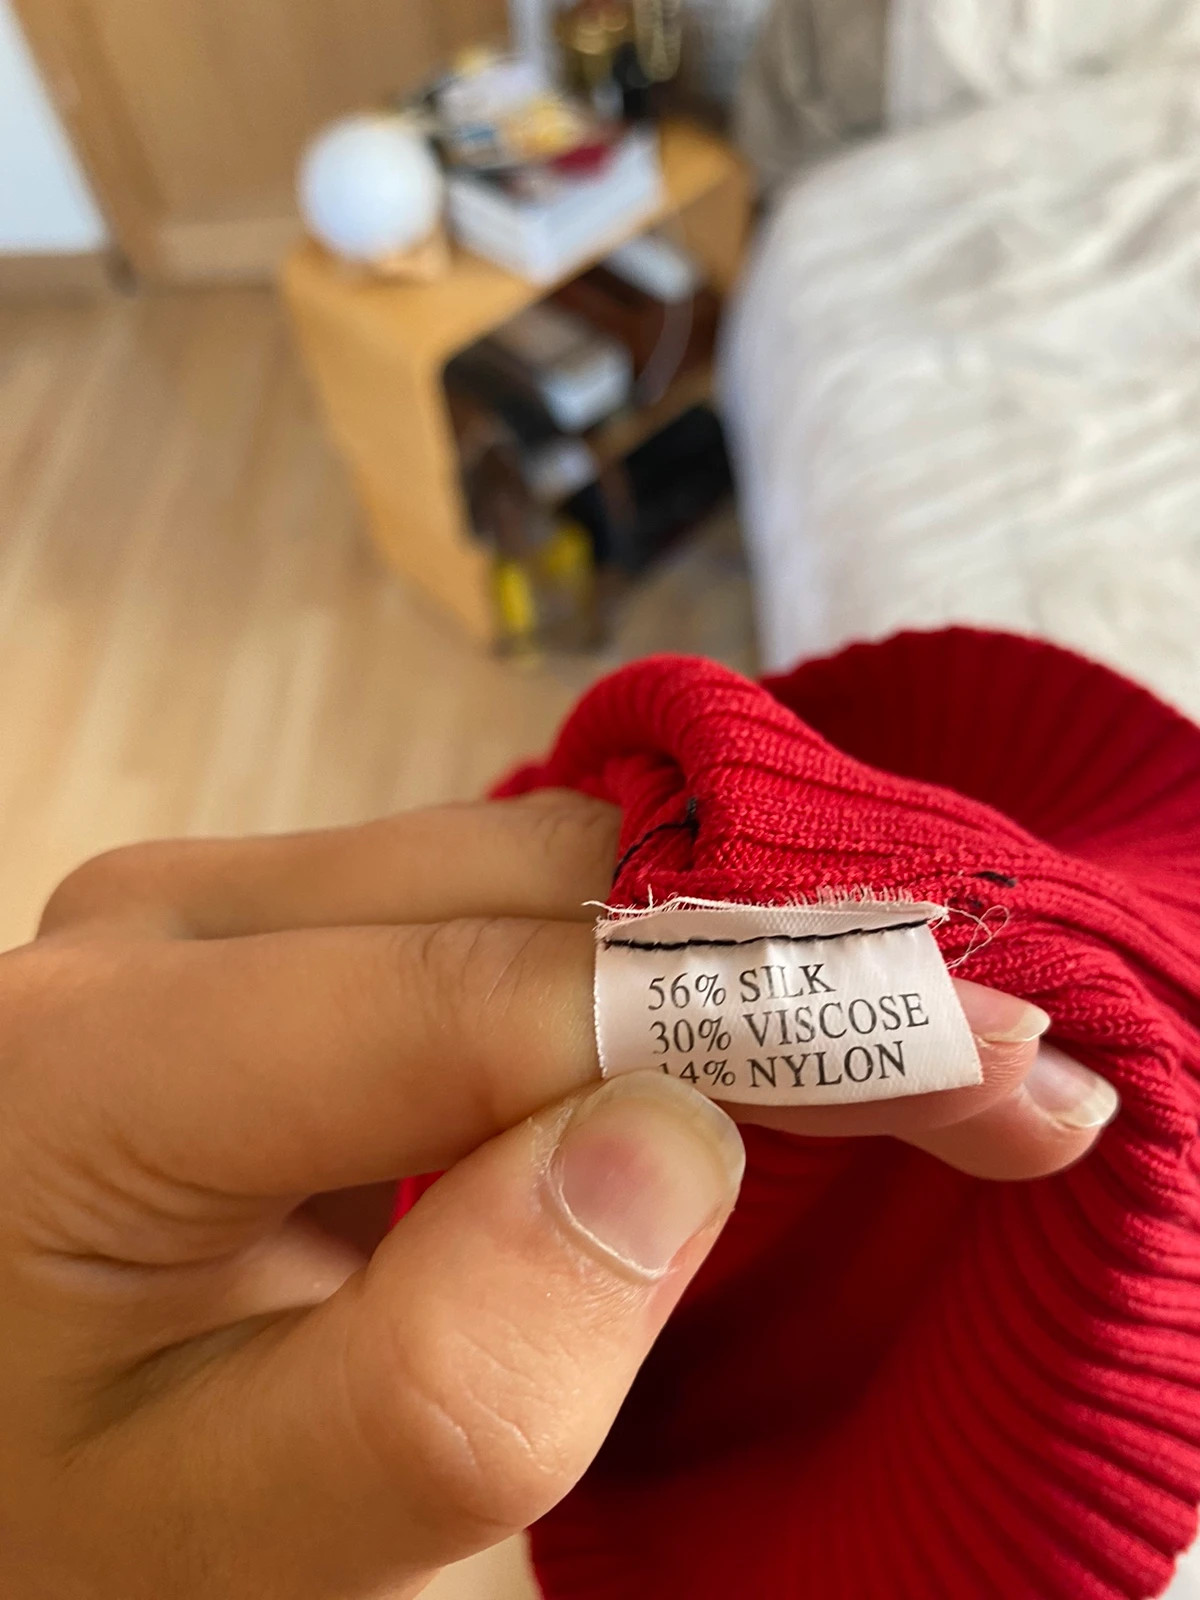 56% SILK
30% VISCOSE
14% NYLON